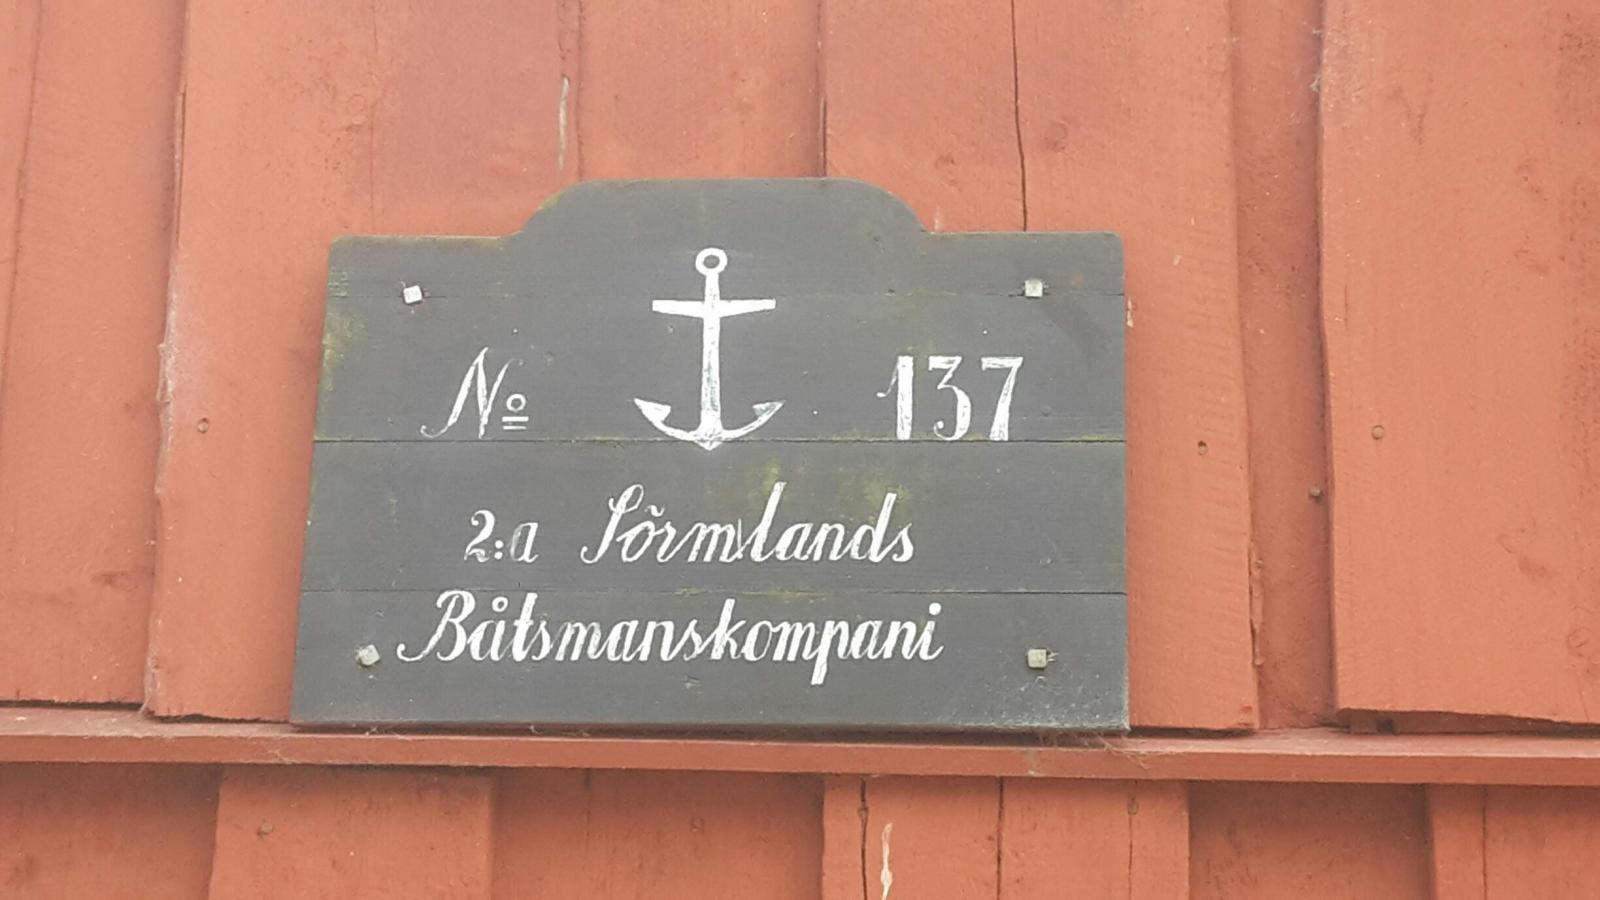 № 137
2:a Sörmlands
Båtsmanskompani